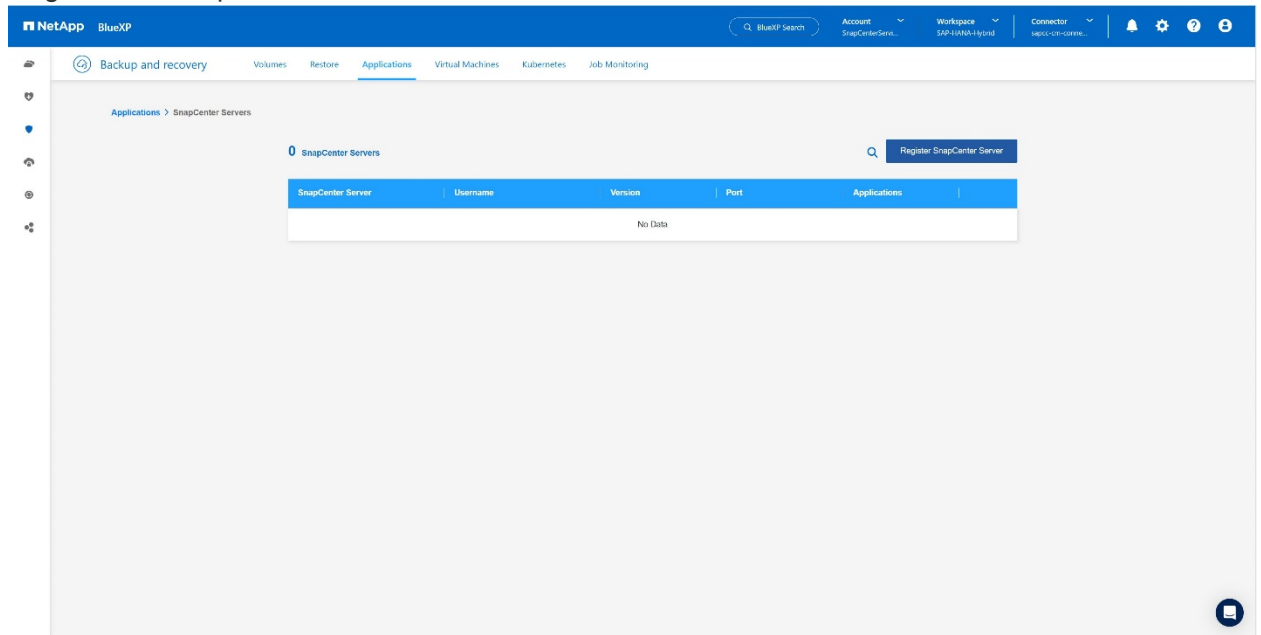 NetApp BlueXP
BlueXP Search
Account
SnapCenterServi...
Workspace
SAP-HANA-Hybrid
Connector
sapcc-cm-conne...
Backup and recovery
Volumes Restore Applications Virtual Machines Kubernetes Job Monitoring
Applications > SnapCenter Servers
0 SnapCenter Servers
Register SnapCenter Server
SnapCenter Server Username Version Port Applications
No Data